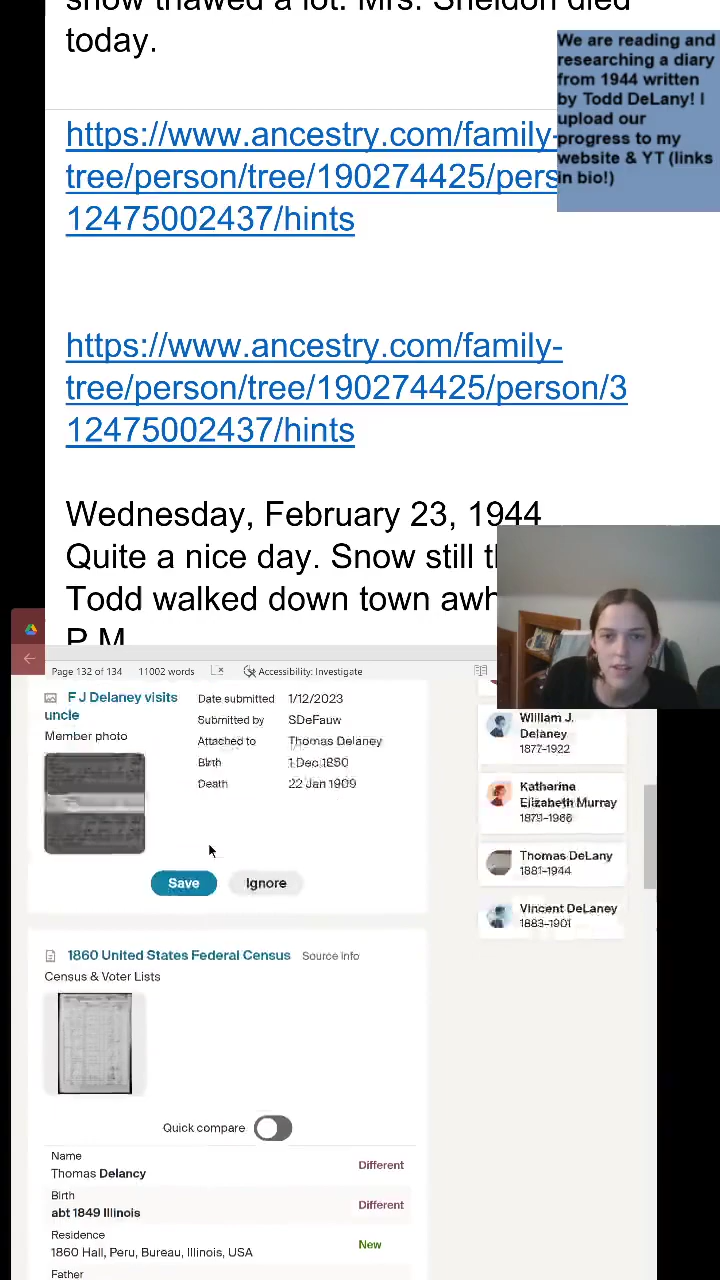 snow thawed a lot. Mrs. Sheldon died
today.
We are reading and
researching a diary
from 1944 written
by Todd DeLany! I
upload our
progress to my
website & YT (links
in bio!)
https://www.ancestry.com/family-
tree/person/tree/190274425/pers
12475002437/hints
https://www.ancestry.com/family-
tree/person/tree/190274425/person/3
12475002437/hints
Wednesday, February 23, 1944
Quite a nice day. Snow still t
Todd walked down town awh
P.M.
Page 132 of 134 11002 words Accessibility: Investigate
F J Delaney visits
uncle
Member photo
Date submitted 1/12/2023
Submitted by SDeFauw
Attached to Thomas Delaney
Birth 1 Dec 1850
Death 22 Jan 1909
Save Ignore
William J.
Delaney
1877-1922
Katharine
Elizabeth Murray
Thomas DeLany
1881-1944
Vincent DeLaney
1883-1901
1860 United States Federal Census Source Info
Census & Voter Lists
Quick compare
Name
Thomas Delancy Different
Birth
abt 1849 Illinois Different
Residence
1860 Hall, Peru, Bureau, Illinois, USA New
Father